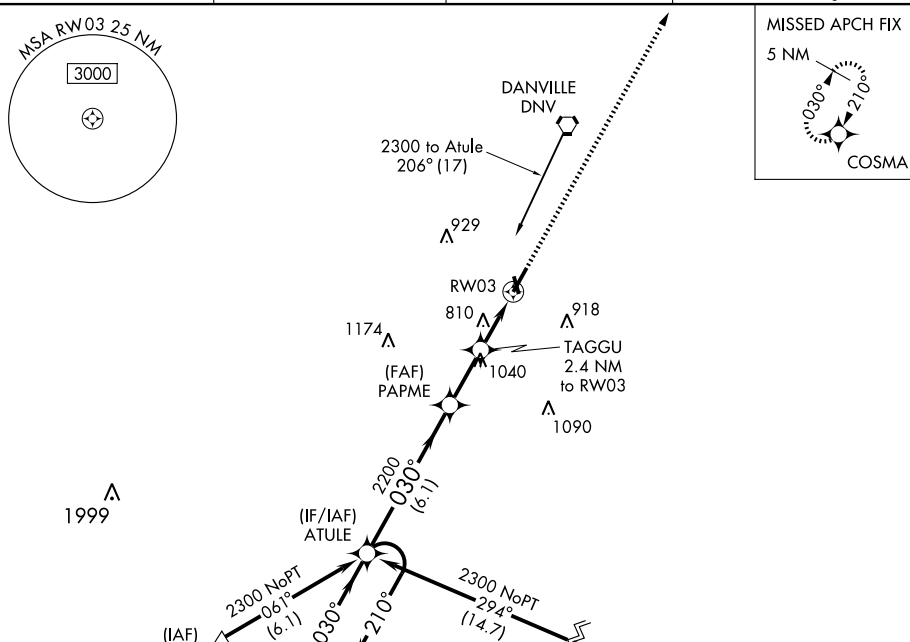 MSA RW03 25 NM
3000
MISSED APCH FIX
5 NM
030°
210°
COSMA
DANVILLE
DNV
2300 to Atule
206° (17)
929
RW03
810
918
1174
TAGGU
2.4 NM
to RW03
1040
(FAF)
PAPME
1090
2200
030°
(6.1)
1999
(IF/IAF)
ATULE
2300 NoPT
061°
(6.1)
2300 NoPT
294°
(14.7)
030°
210°
(IAF)